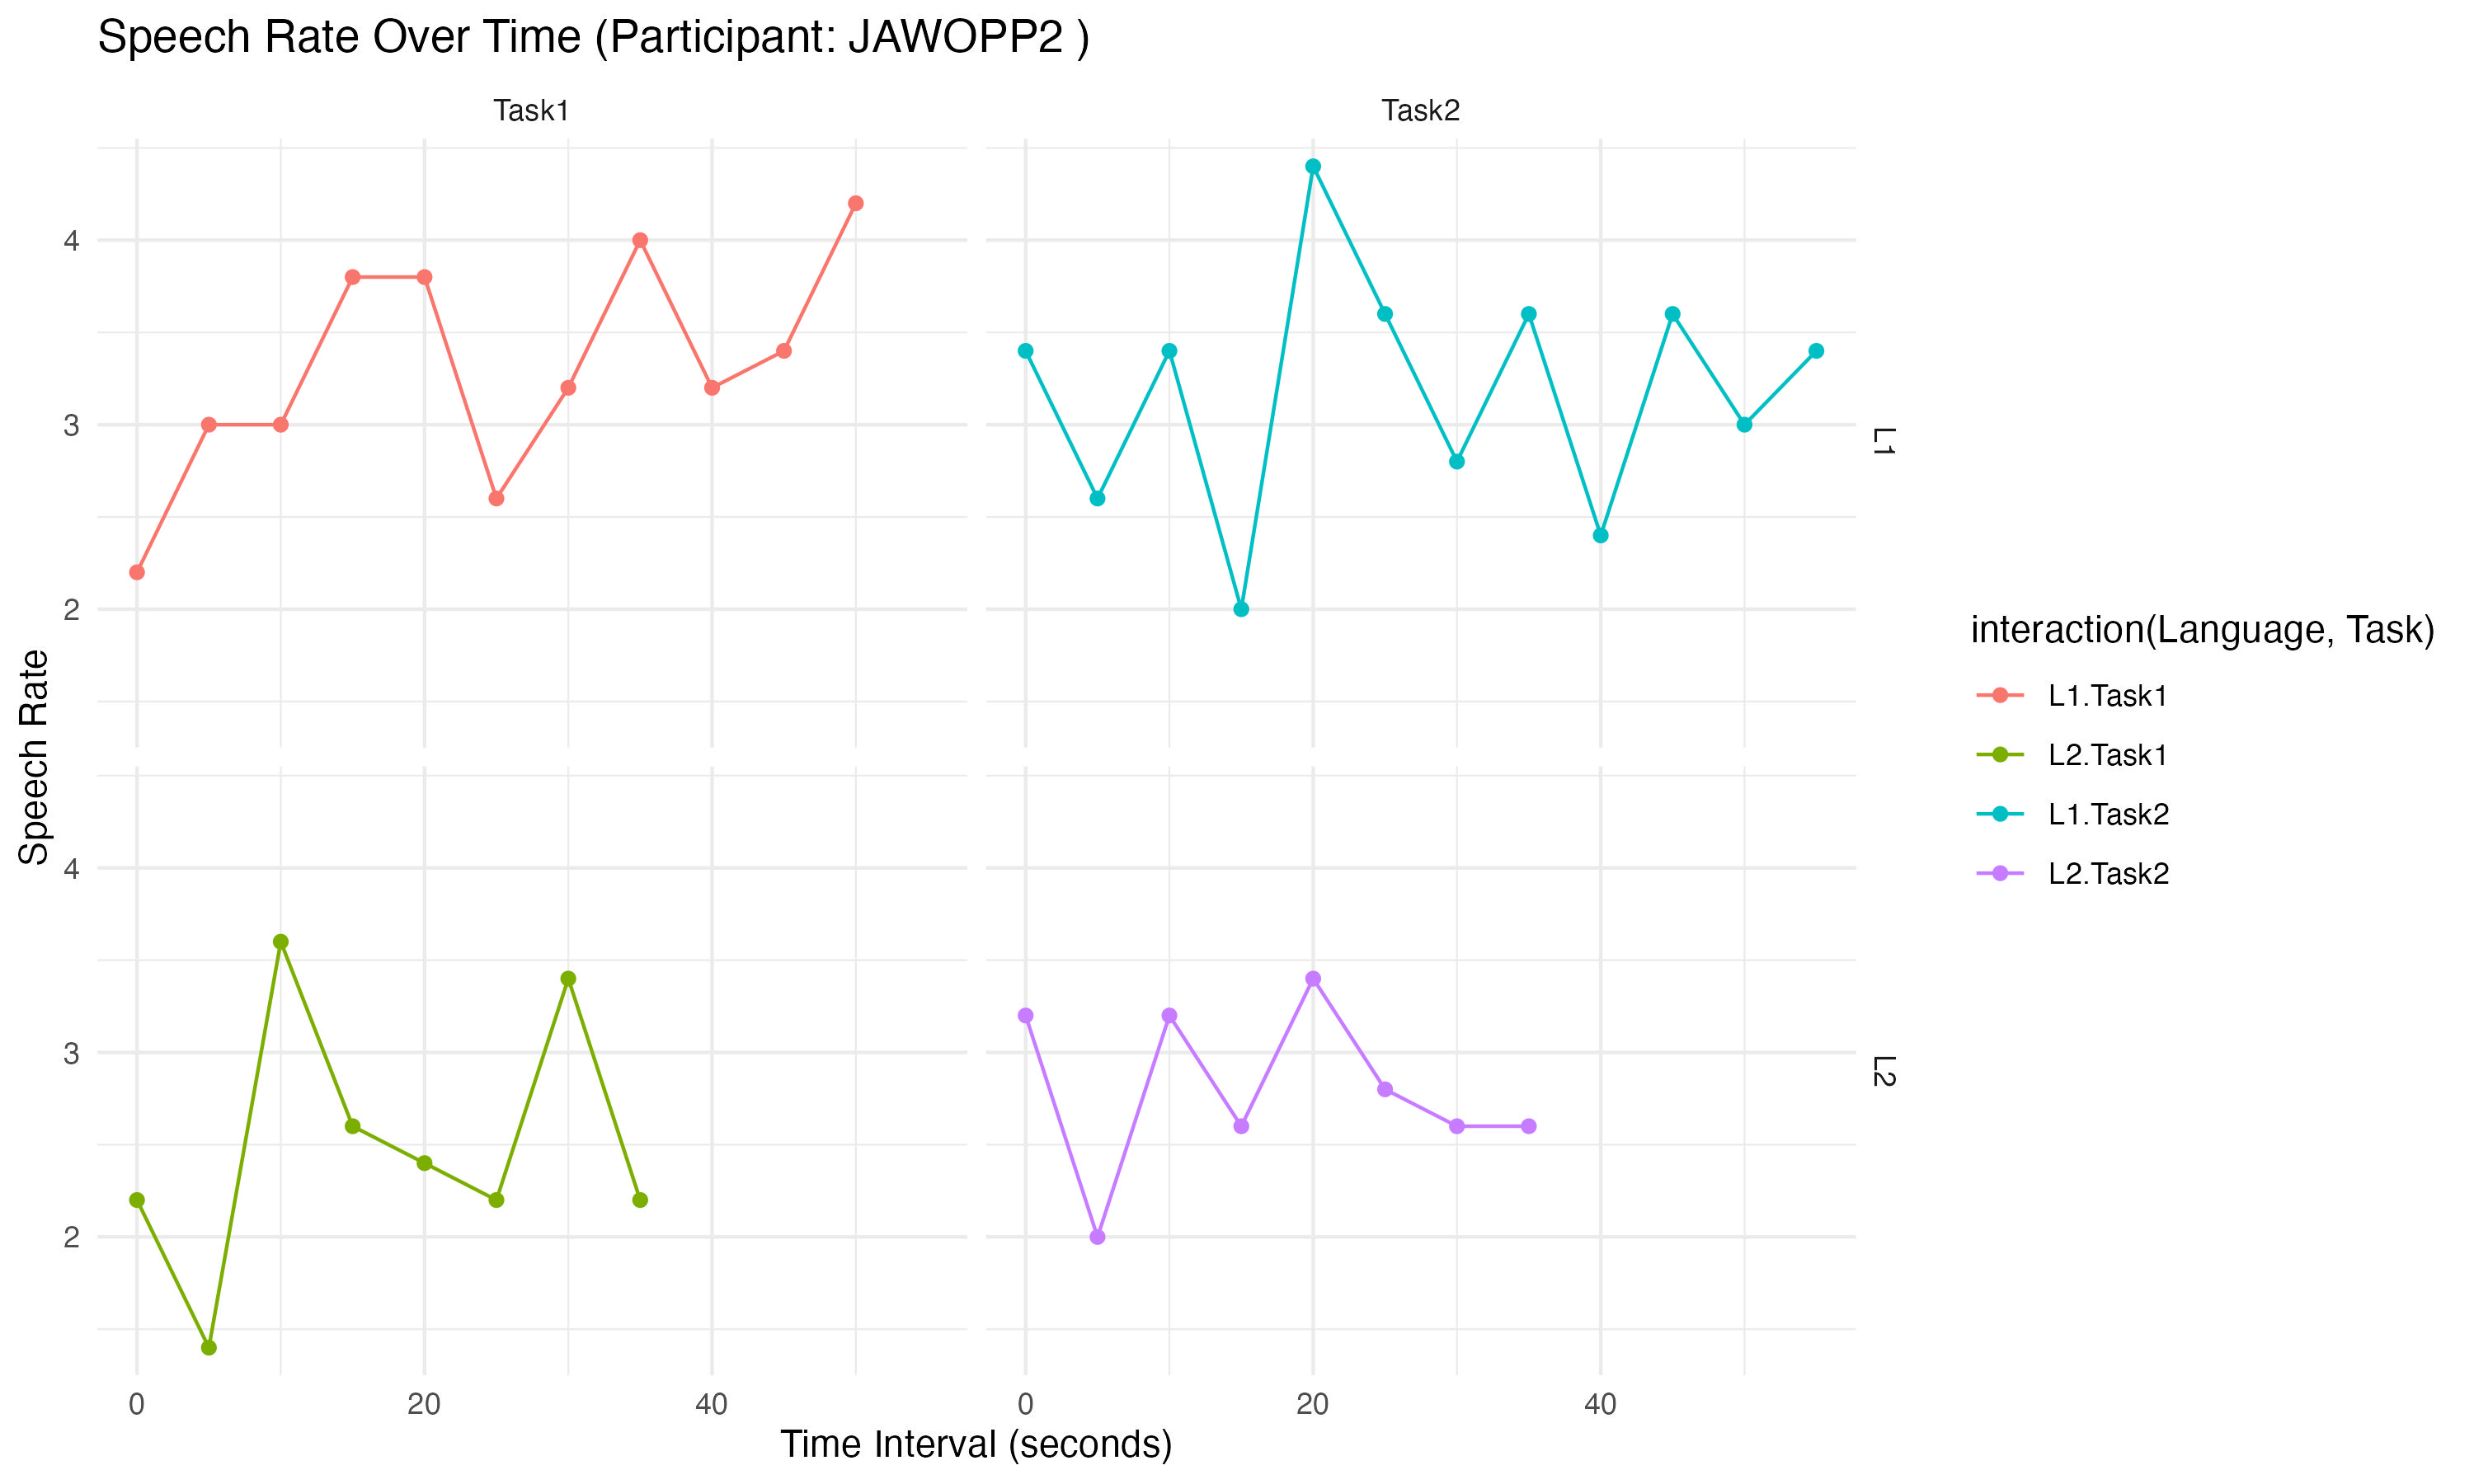 Speech Rate Over Time (Participant: JAWOPP2 )
Task1
Task2
4
3
2
L1
Speech Rate
4
3
2
L2
0
20
40
0
20
40
Time Interval (seconds)
interaction(Language, Task)
L1.Task1
L2.Task1
L1.Task2
L2.Task2